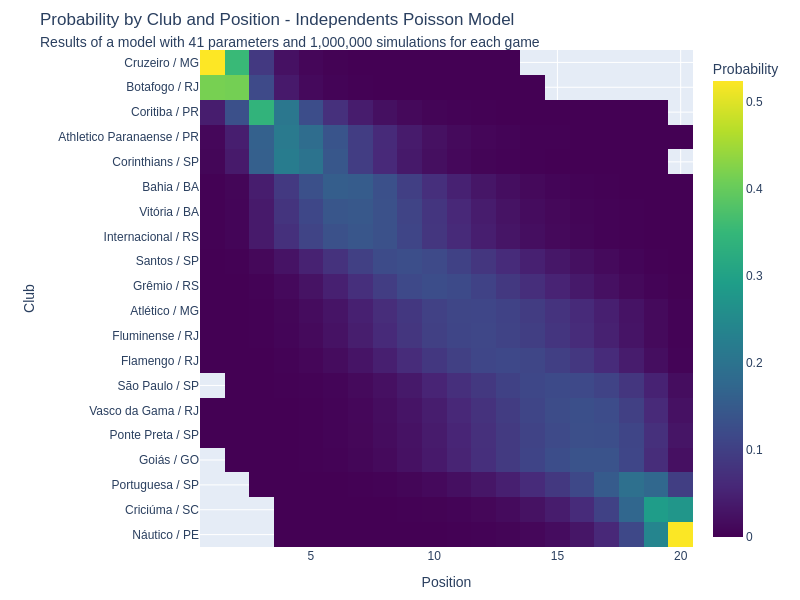 Probability by Club and Position - Independents Poisson Model
Results of a model with 41 parameters and 1,000,000 simulations for each game
Probability
Club
Cruzeiro / MG
Botafogo / RJ
Coritiba / PR
Athletico Paranaense / PR
Corinthians / SP
Bahia / BA
Vitória / BA
Internacional / RS
Santos / SP
Grêmio / RS
Atlético / MG
Fluminense / RJ
Flamengo / RJ
São Paulo / SP
Vasco da Gama / RJ
Ponte Preta / SP
Goiás / GO
Portuguesa / SP
Criciúma / SC
Náutico / PE
0.5
0.4
0.3
0.2
0.1
0
5 10 15 20
Position